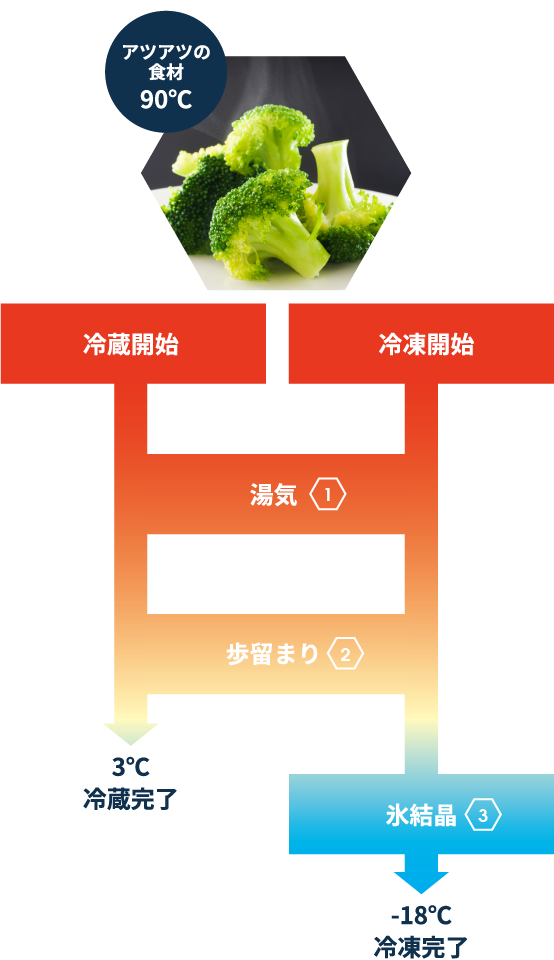 アツアツの
食材
90℃
冷蔵開始
冷凍開始
湯気 1
歩留まり 2
3℃
冷蔵完了
氷結晶 3
-18℃
冷凍完了